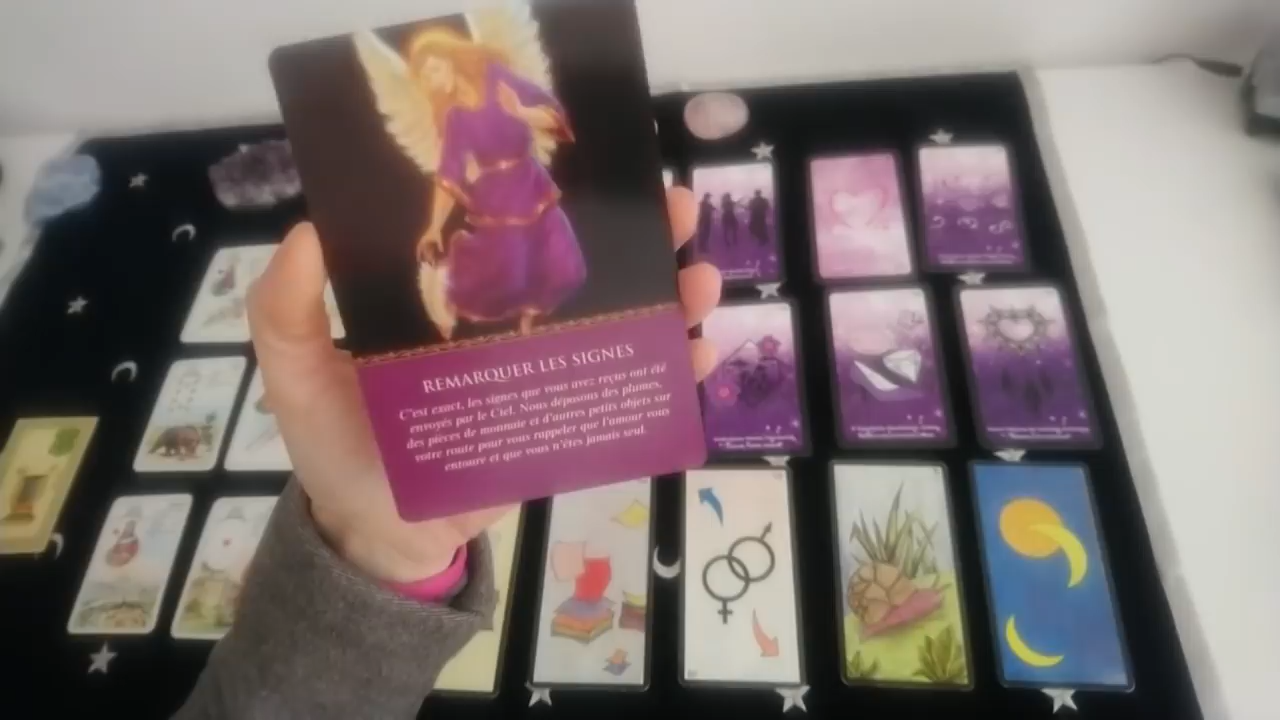 REMARQUER LES SIGNES
C'est exact, les signes que vous avez reçus ont été
envoyés par le Ciel. Nous déposons des plumes,
des pièces de monnaie et d'autres petits objets sur
votre route pour vous rappeler que l'amour vous
entoure et que vous n'êtes jamais seul.